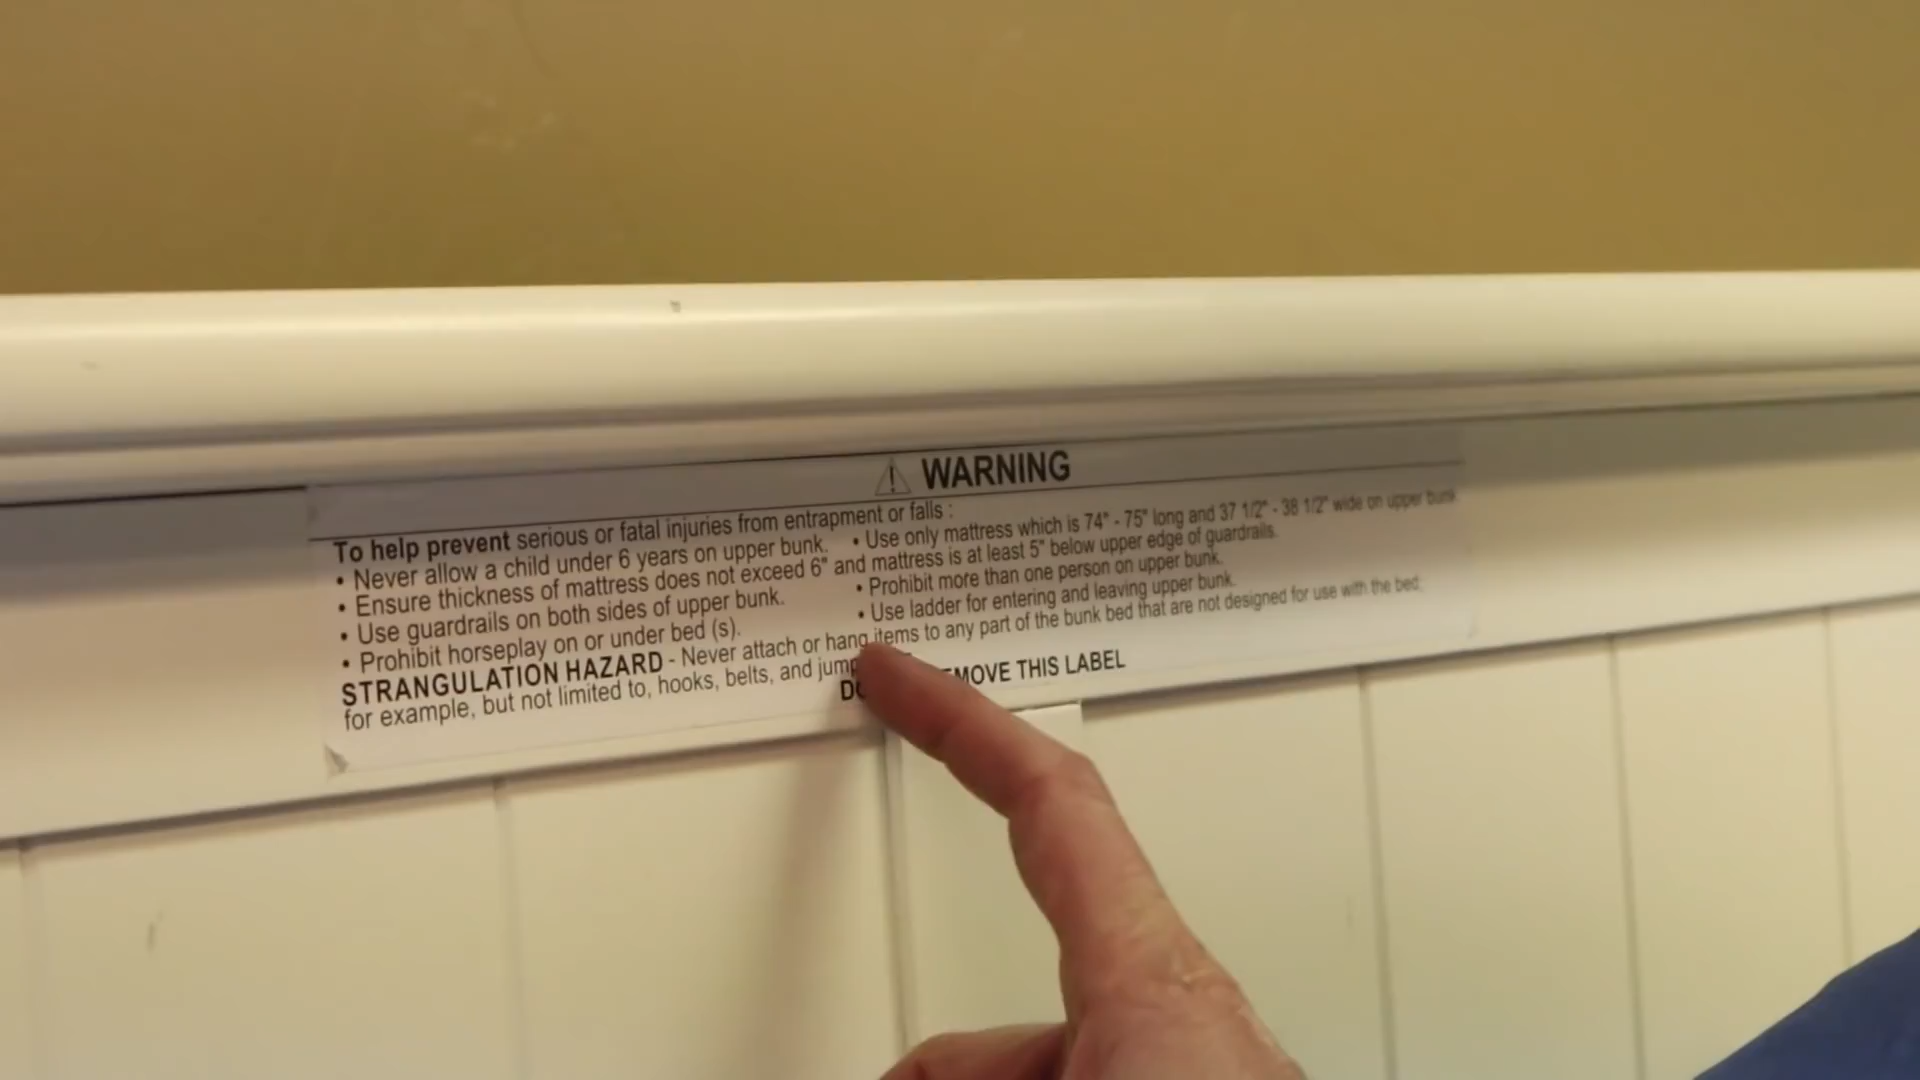 WARNING
To help prevent serious or fatal injuries from entrapment or falls :
• Never allow a child under 6 years on upper bunk. • Use only mattress which is 74" - 75" long and 37 1/2" - 38 1/2" wide on upper bunk
• Ensure thickness of mattress does not exceed 6" and mattress is at least 5" below upper edge of guardrails.
• Use guardrails on both sides of upper bunk. • Prohibit more than one person on upper bunk.
• Prohibit horseplay on or under bed (s). • Use ladder for entering and leaving upper bunk.
STRANGULATION HAZARD - Never attach or hang items to any part of the bunk bed that are not designed for use with the bed;
for example, but not limited to, hooks, belts, and jump
THIS LABEL